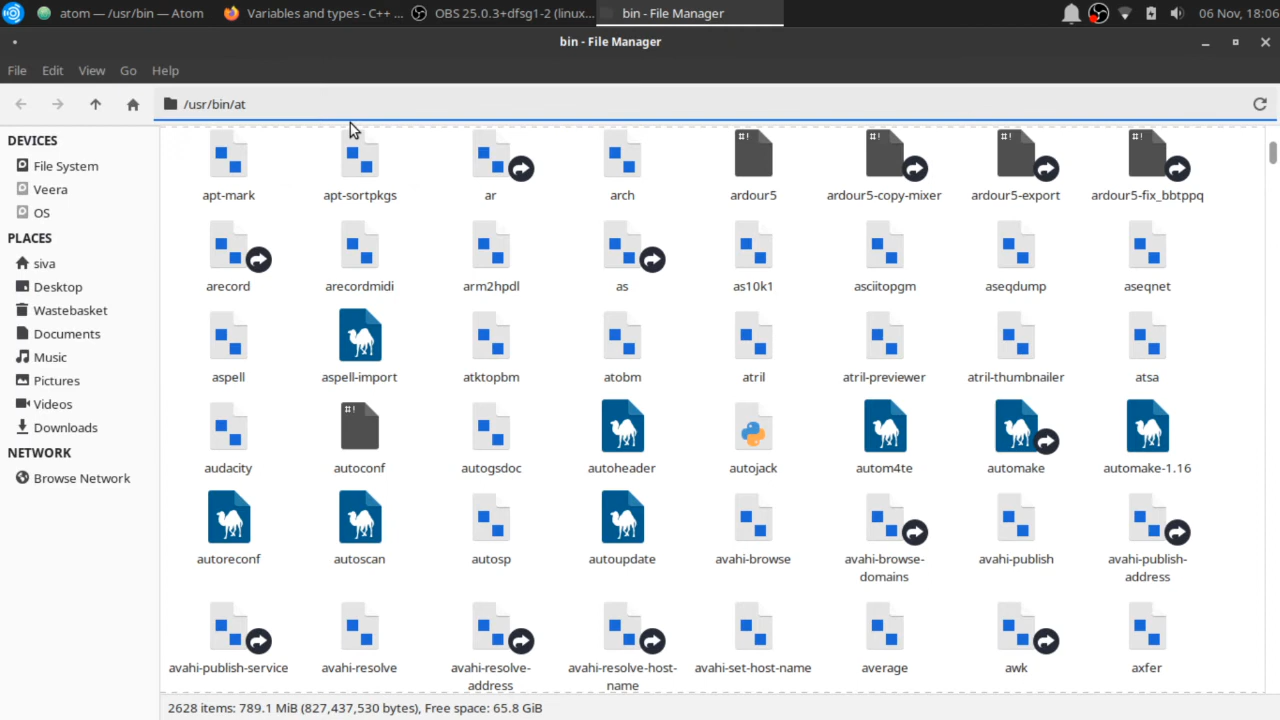 atom — /usr/bin — Atom
Variables and types - C++ ...
OBS 25.0.3+dfsg1-2 (linux...
bin - File Manager
06 Nov, 18:06
bin - File Manager
File Edit View Go Help
/usr/bin/at
DEVICES
File System
Veera
OS
PLACES
siva
Desktop
Wastebasket
Documents
Music
Pictures
Videos
Downloads
NETWORK
Browse Network
apt-mark apt-sortpkgs ar arch ardour5 ardour5-copy-mixer ardour5-export ardour5-fix_bbtppq
arecord arecordmidi arm2hpdl as as10k1 asciitopgm aseqdump aseqnet
aspell aspell-import atktopbm atobm atril atril-previewer atril-thumbnailer atsa
audacity autoconf autogsdoc autoheader autojack autom4te automake automake-1.16
autoreconf autoscan autosp autoupdate avahi-browse avahi-browse-domains avahi-publish avahi-publish-address
avahi-publish-service avahi-resolve avahi-resolve-address avahi-resolve-host-name avahi-set-host-name average awk axfer
2628 items: 789.1 MiB (827,437,530 bytes), Free space: 65.8 GiB